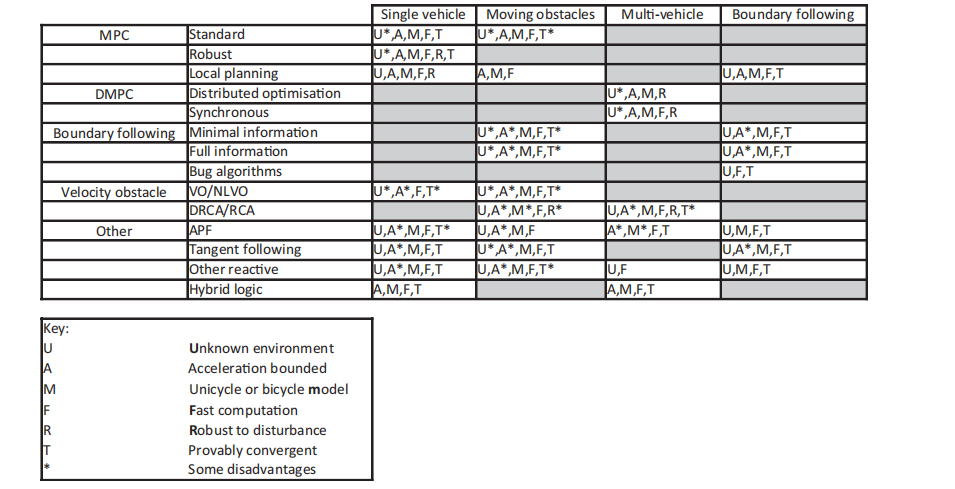 Single vehicle Moving obstacles Multi-vehicle Boundary following
MPC Standard U*,A,M,F,T U*,A,M,F,T*
Robust U*,A,M,F,R,T
Local planning U,A,M,F,R A,M,F U,A,M,F,T
DMPC Distributed optimisation U*,A,M,R
Synchronous U*,A,M,F,R
Boundary following Minimal information U*,A*,M,F,T* U,A*,M,F,T
Full information U*,A*,M,F,T* U,A*,M,F,T
Bug algorithms U,F,T
Velocity obstacle VO/NLVO U*,A*,F,T* U*,A*,M,F,T*
DRCA/RCA U,A*,M*,F,R* U,A*,M,F,R,T*
Other APF U,A*,M,F,T* U,A*,M,F A*,M*,F,T U,M,F,T
Tangent following U,A*,M,F,T U*,A*,M,F,T U,A*,M,F,T
Other reactive U,A*,M,F,T U,A*,M,F,T* U,F U,M,F,T
Hybrid logic A,M,F,T A,M,F,T
Key:
U Unknown environment
A Acceleration bounded
M Unicycle or bicycle model
F Fast computation
R Robust to disturbance
T Provably convergent
* Some disadvantages